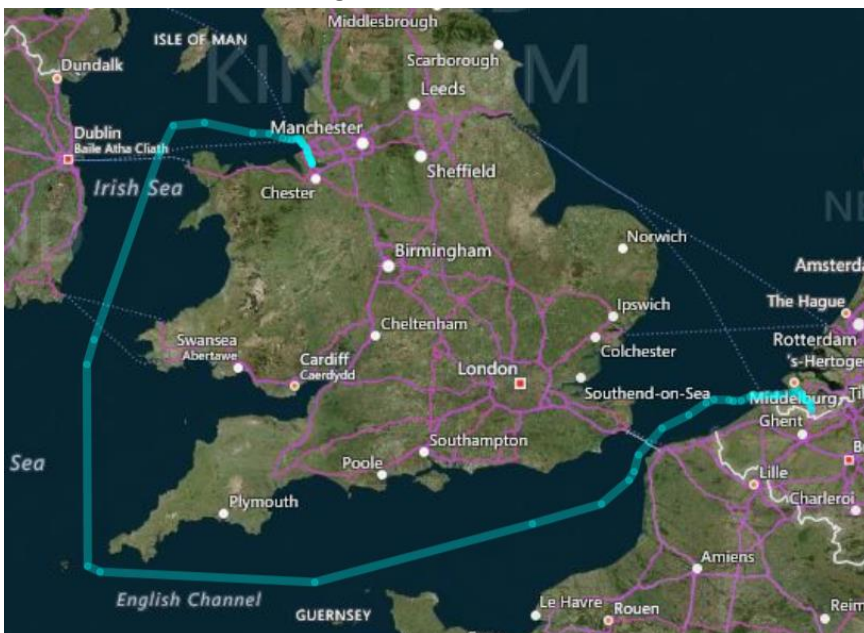 Middlesbrough
ISLE OF MAN
Scarborough
KINGDOM
Dundalk
Leeds
Dublin
Baile Átha Cliath
Manchester
Irish Sea
Chester
Sheffield
Norwich
Birmingham
Amsterda
The Hague
Ipswich
Rotterdam
Swansea
Abertawe
Cheltenham
Colchester
Cardiff
Caerdydd
London
's-Hertoge
Southend-on-Sea
Middelburg
Til
Ghent
Southampton
Sea
Poole
Lille
Plymouth
Charleroi
Amiens
English Channel
GUERNSEY
Le Havre
Rouen
Reim